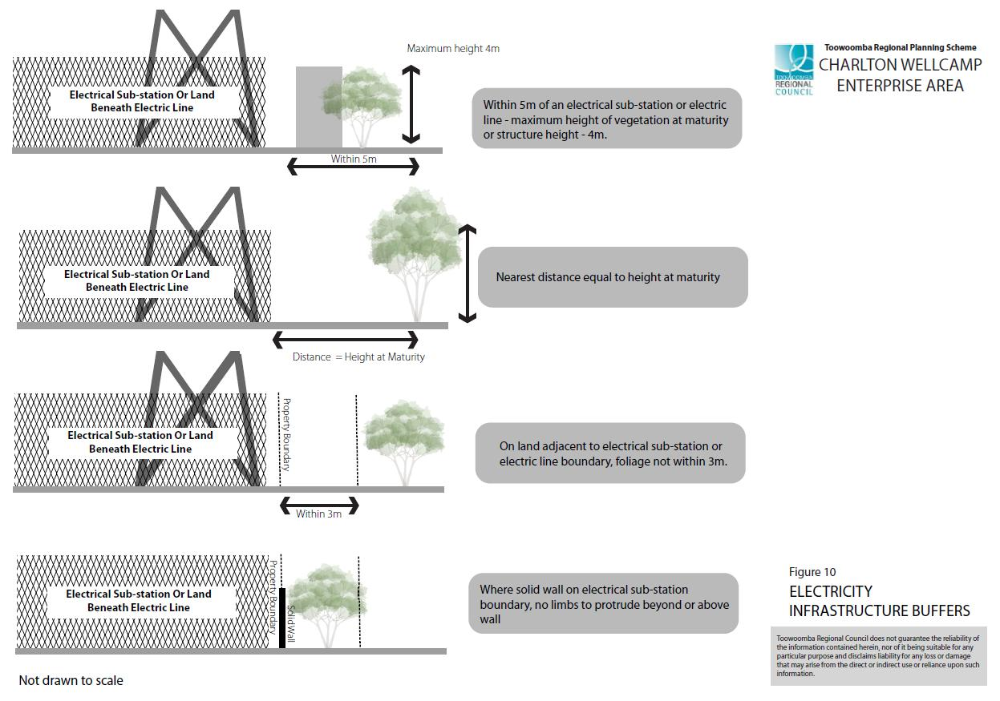 Toowoomba Regional Planning Scheme
CHARLTON WELLCAMP
ENTERPRISE AREA
TOOWOOMBA
REGIONAL
COUNCIL
Maximum height 4m
Electrical Sub-station Or Land
Beneath Electric Line
Within 5m
Within 5m of an electrical sub-station or electric
line - maximum height of vegetation at maturity
or structure height - 4m.
Electrical Sub-station Or Land
Beneath Electric Line
Distance = Height at Maturity
Nearest distance equal to height at maturity
Electrical Sub-station Or Land
Beneath Electric Line
Property Boundary
Within 3m
On land adjacent to electrical sub-station or
electric line boundary, foliage not within 3m.
Electrical Sub-station Or Land
Beneath Electric Line
Property Boundary
Solid Wall
Where solid wall on electrical sub-station
boundary, no limbs to protrude beyond or above
wall
Not drawn to scale
Figure 10
ELECTRICITY
INFRASTRUCTURE BUFFERS
Toowoomba Regional Council does not guarantee the reliability of
the information contained herein, nor of it being suitable for any
particular purpose and disclaims liability for any loss or damage
that may arise from the direct or indirect use or reliance upon such
information.